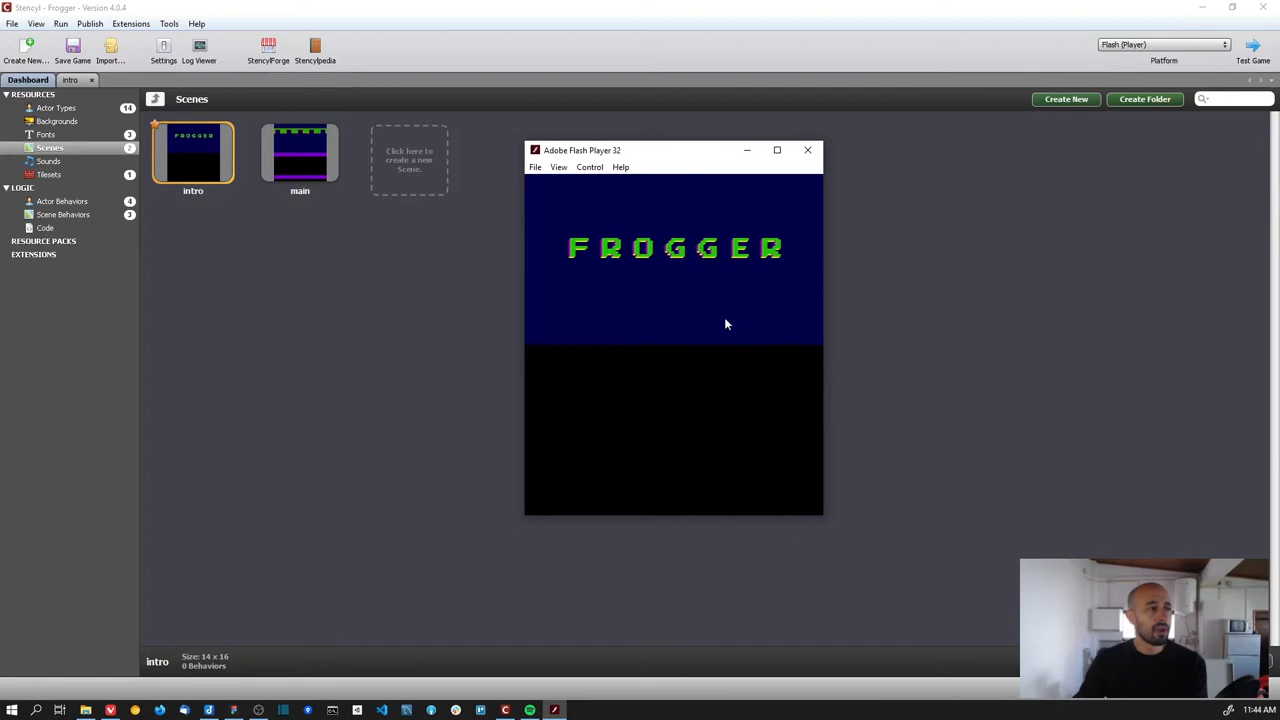 Stencyl - Frogger - Version 4.0.4
File View Run Publish Extensions Tools Help
Create New... Save Game Import... Settings Log Viewer StencylForge Stencylpedia
Flash (Player)
Platform
Test Game
Dashboard intro
RESOURCES
Actor Types 14
Backgrounds
Fonts 3
Scenes 2
Sounds
Tilesets 1
LOGIC
Actor Behaviors 4
Scene Behaviors 3
Code
RESOURCE PACKS
EXTENSIONS
Scenes
Create New
Create Folder
FROGGER
intro
main
Click here to
create a new
Scene.
Adobe Flash Player 32
File View Control Help
FROGGER
intro
Size: 14 x 16
0 Behaviors
11:44 AM